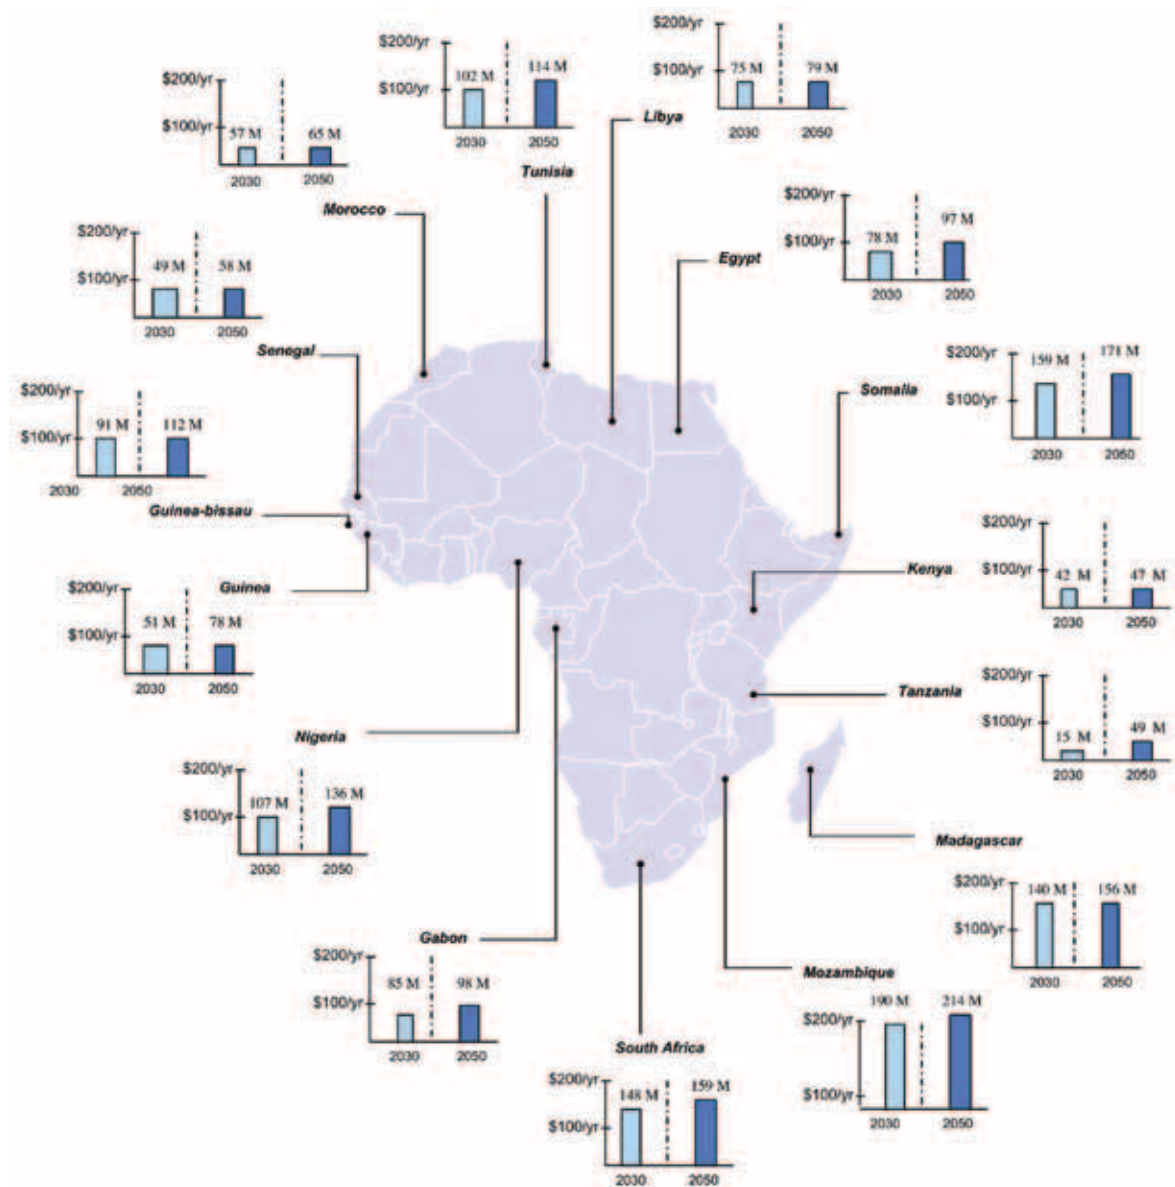 $200/yr
$100/yr
102 M
114 M
2030
2050
Tunisia
$200/yr
$100/yr
75 M
79 M
2030
2050
Libya
$200/yr
$100/yr
57 M
65 M
2030
2050
Morocco
$200/yr
$100/yr
78 M
97 M
2030
2050
Egypt
$200/yr
$100/yr
49 M
58 M
2030
2050
Senegal
$200/yr
$100/yr
159 M
171 M
2030
2050
Somalia
$200/yr
$100/yr
91 M
112 M
2030
2050
Guinea-bissau
$200/yr
$100/yr
42 M
47 M
2030
2050
Kenya
$200/yr
$100/yr
51 M
78 M
2030
2050
Guinea
$200/yr
$100/yr
15 M
49 M
2030
2050
Tanzania
Nigeria
$200/yr
$100/yr
107 M
136 M
2030
2050
Madagascar
$200/yr
$100/yr
140 M
156 M
2030
2050
Gabon
$200/yr
$100/yr
85 M
98 M
2030
2050
Mozambique
190 M
214 M
$200/yr
$100/yr
2030
2050
South Africa
$200/yr
$100/yr
148 M
159 M
2030
2050